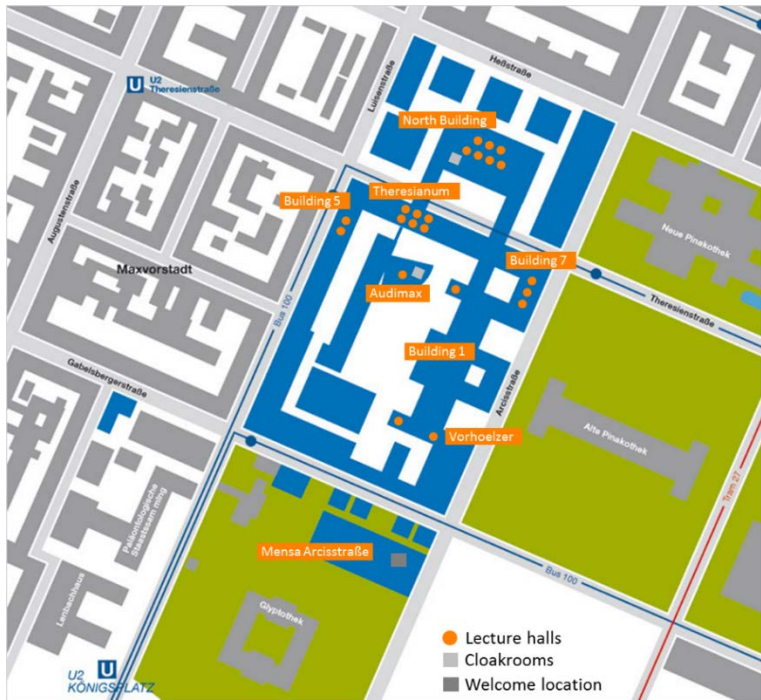 Heßstraße
U2
Theresienstraße
Luisenstraße
North Building
Augustenstraße
Building 5
Theresianum
Neue Pinakothek
Maxvorstadt
Audimax
Building 7
Theresienstraße
Bus 100
Building 1
Gabelsbergerstraße
Arcisstraße
Vorhoelzer
Alte Pinakothek
Tram 27
Paläontologische
Staatssammlng
Mensa Arcisstraße
Bus 100
Lenbachhaus
Glyptothek
Lecture halls
Cloakrooms
Welcome location
U2
KÖNIGSPLATZ